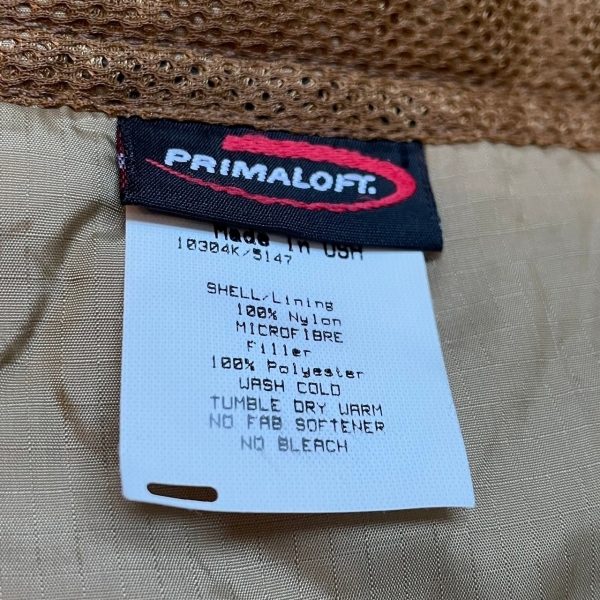 PRIMALOFT.
Made in USA
10304K/5147
SHELL/Lining
100% Nylon
MICROFIBRE
Filler
100% Polyester
WASH COLD
TUMBLE DRY WARM
NO FAB SOFTENER
NO BLEACH